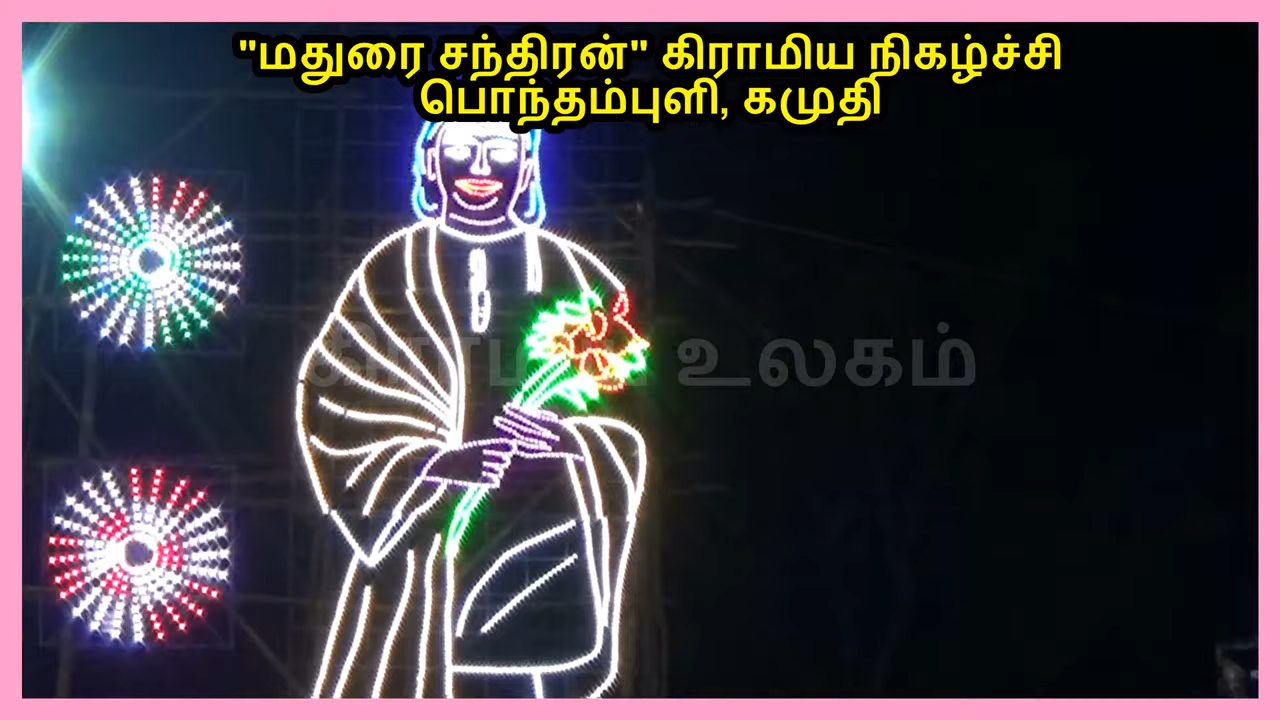 "மதுரை சந்திரன்" கிராமிய நிகழ்ச்சி
பொந்தம்புளி, கமுதி
கிராமிய உலகம்